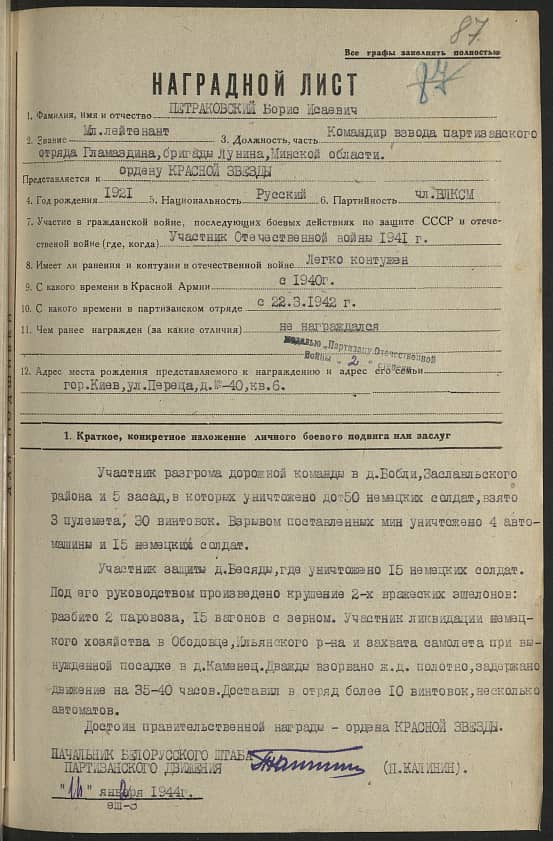 87
Все графы заполнять полностью
87
НАГРАДНОЙ ЛИСТ
1. Фамилия, имя и отчество ПЕТРАКОВСКИЙ Борис Исаевич
2. Звание Мл.лейтенант 3. Должность, часть Командир взвода партизанского
отряда Гламаздина,бригады Лунина,Минской области.
Представляется к ордену КРАСНОЙ ЗВЕЗДЫ
4. Год рождения 1921 5. Национальность Русский 6. Партийность чл.ВЛКСМ
7. Участие в гражданской войне, последующих боевых действиях по защите СССР и отече-
ственной войне (где, когда) Участник Отечественной войны 1941 г.
8. Имеет ли ранения и контузии в отечественной войне Легко контужен
9. С какого времени в Красной Армии с 1940г.
10. С какого времени в партизанском отряде с 22.3.1942 г.
11. Чем ранее награжден (за какие отличия) не награждался
медалью „Партизану Отечественной
Войны "2" степени
12. Адрес места рождения представляемого к награждению и адрес его семьи
гор.Киев,ул.Переца,д.№-40,кв.6.
1. Краткое, конкретное изложение личного боевого подвига или заслуг
Участник разгрома дорожной команды в д.Бобли,Заславльского
района и 5 засад,в которых уничтожено до 50 немецких солдат,взято
3 пулемета, 30 винтовок. Взрывом поставленных мин уничтожено 4 авто-
машины и 15 немецких солдат.
Участник защиты д.Бесяды,где уничтожено 15 немецких солдат.
Под его руководством произведено крушение 2-х вражеских эшелонов:
разбито 2 паровоза, 15 вагонов с зерном. Участник ликвидации немец-
кого хозяйства в Ободовце,Ильянского р-на и захвата самолета при вы-
нужденной посадке в д.Каменец.Дважды взорвано ж.д. полотно,задержано
движение на 35-40 часов.Доставил в отряд более 10 винтовок,несколько
автоматов.
Достоин правительственной награды - ордена КРАСНОЙ ЗВЕЗДЫ.
НАЧАЛЬНИК БЕЛОРУССКОГО ШТАБА
ПАРТИЗАНСКОГО ДВИЖЕНИЯ (П.КАЛИНИН).
"16" января 1944г.
еш-3